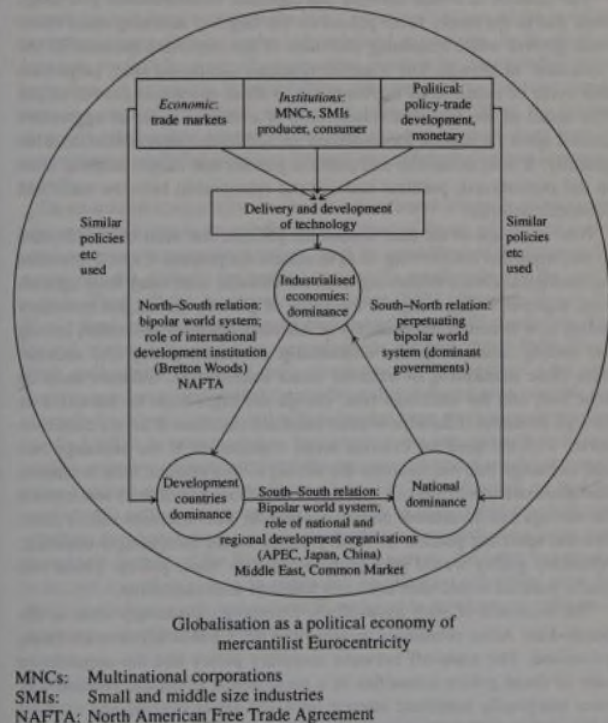 Economic:
trade markets
Institutions:
MNCs, SMIs
producer, consumer
Political:
policy-trade
development,
monetary
Delivery and development
of technology
Similar
policies
etc
used
Similar
policies
etc
used
Industrialised
economies:
dominance
North–South relation:
bipolar world system;
role of international
development institution
(Bretton Woods)
NAFTA
South–North relation:
perpetuating
bipolar world
system (dominant
governments)
Development
countries
dominance
South–South relation:
Bipolar world system;
role of national and
regional development organisations
(APEC, Japan, China)
Middle East, Common Market
National
dominance
Globalisation as a political economy of
mercantilist Eurocentricity
MNCs: Multinational corporations
SMIs: Small and middle size industries
NAFTA: North American Free Trade Agreement